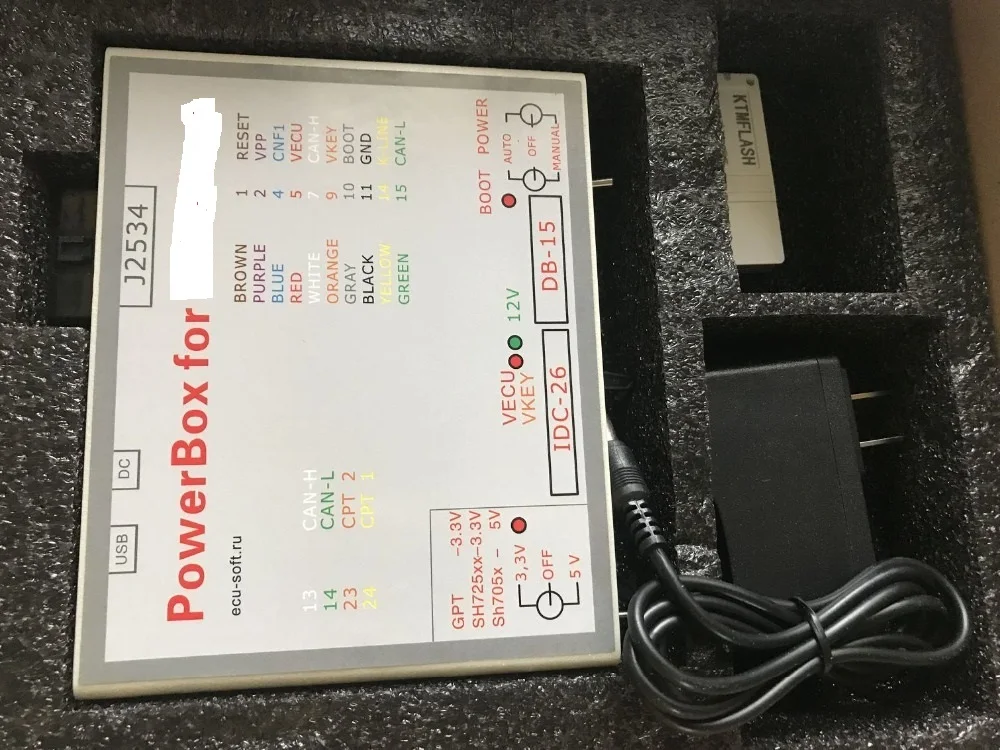 USB
DC
J2534
PowerBox for
ecu-soft.ru
13 CAN-H
14 CAN-L
23 CPT 2
24 CPT 1
BROWN 1 RESET
PURPLE 2 VPP
BLUE 4 CNF1
RED 5 VECU
WHITE 7 CAN-H
ORANGE 9 VKEY
GRAY 10 BOOT
BLACK 11 GND
YELLOW 14 K-LINE
GREEN 15 CAN-L
GPT -3.3V
SH725xx-3.3V
Sh705x - 5V
3,3V
OFF
5V
VECU
VKEY
12V
IDC-26
BOOT POWER
AUTO
OFF
MANUAL
DB-15
KTMFLASH